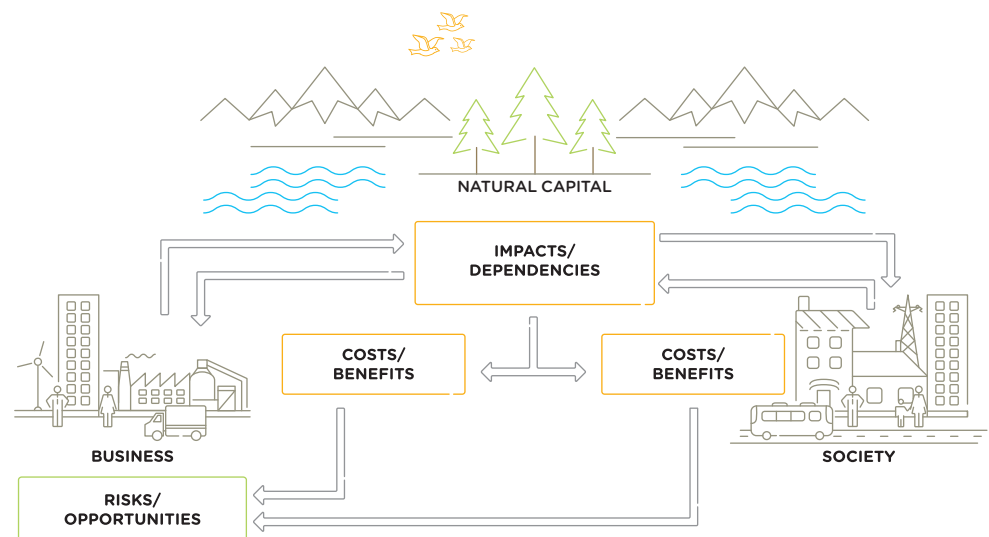 NATURAL CAPITAL
IMPACTS/
DEPENDENCIES
COSTS/
BENEFITS
COSTS/
BENEFITS
BUSINESS
SOCIETY
RISKS/
OPPORTUNITIES